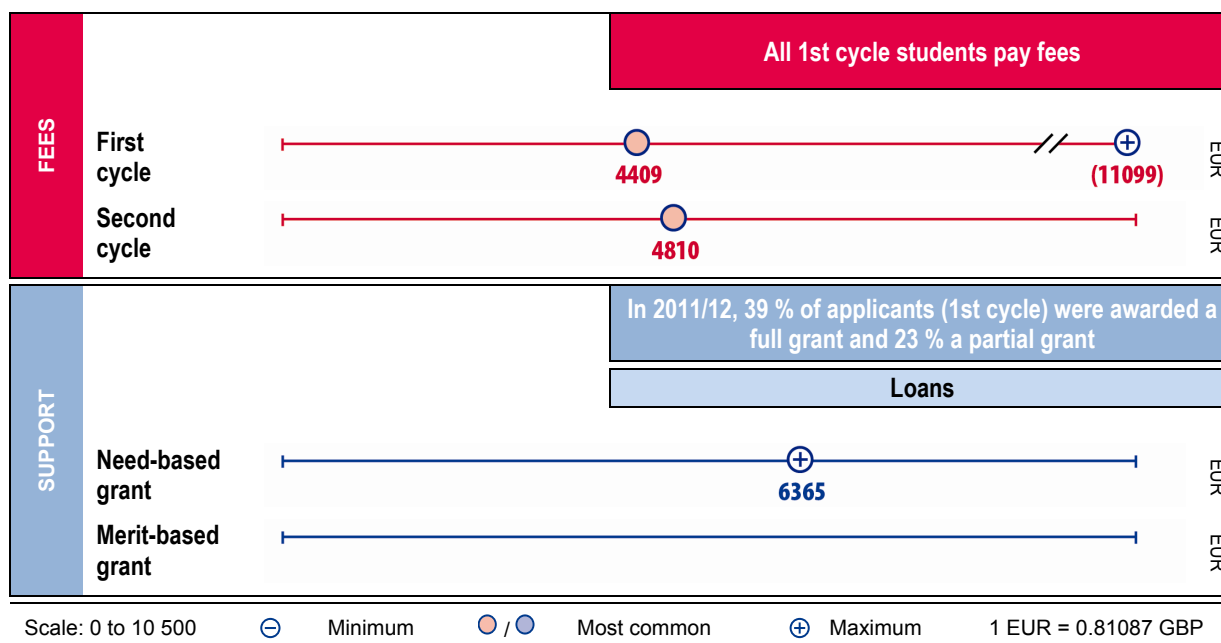 All 1st cycle students pay fees
FEES
First
cycle
4409
(11099)
EUR
Second
cycle
4810
EUR
In 2011/12, 39 % of applicants (1st cycle) were awarded a
full grant and 23 % a partial grant
Loans
SUPPORT
Need-based
grant
6365
EUR
Merit-based
grant
EUR
Scale: 0 to 10 500 Minimum / Most common Maximum 1 EUR = 0.81087 GBP